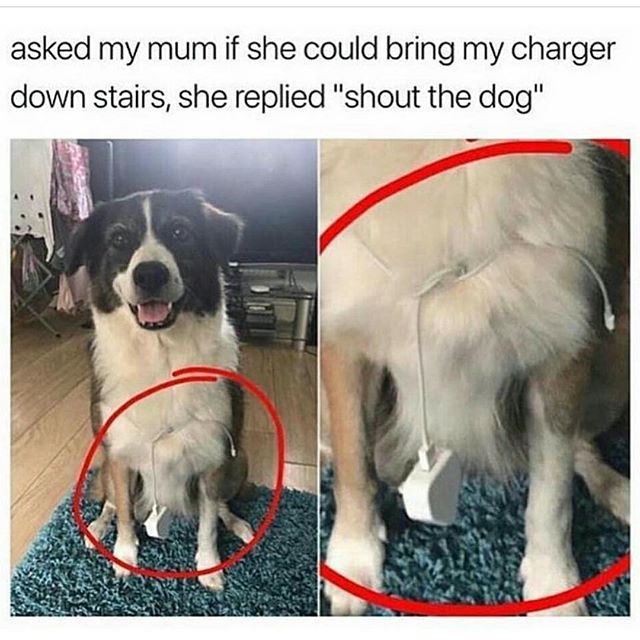 asked my mum if she could bring my charger
down stairs, she replied "shout the dog"